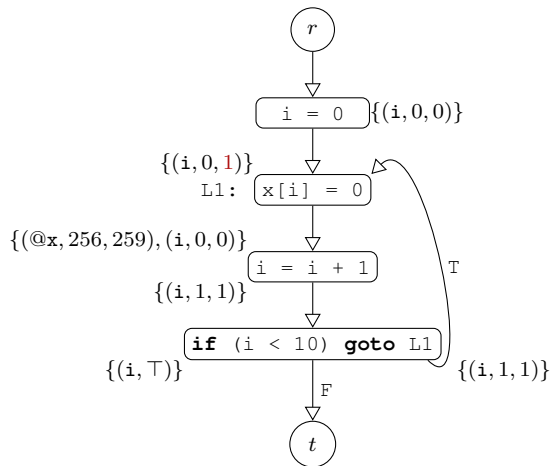 r
i = 0 {(i, 0, 0)}
{(i, 0, 1)}
L1: x[i] = 0
{(@x, 256, 259), (i, 0, 0)}
i = i + 1 T
{(i, 1, 1)}
if (i < 10) goto L1
{(i, ⊤)} {(i, 1, 1)}
F
t